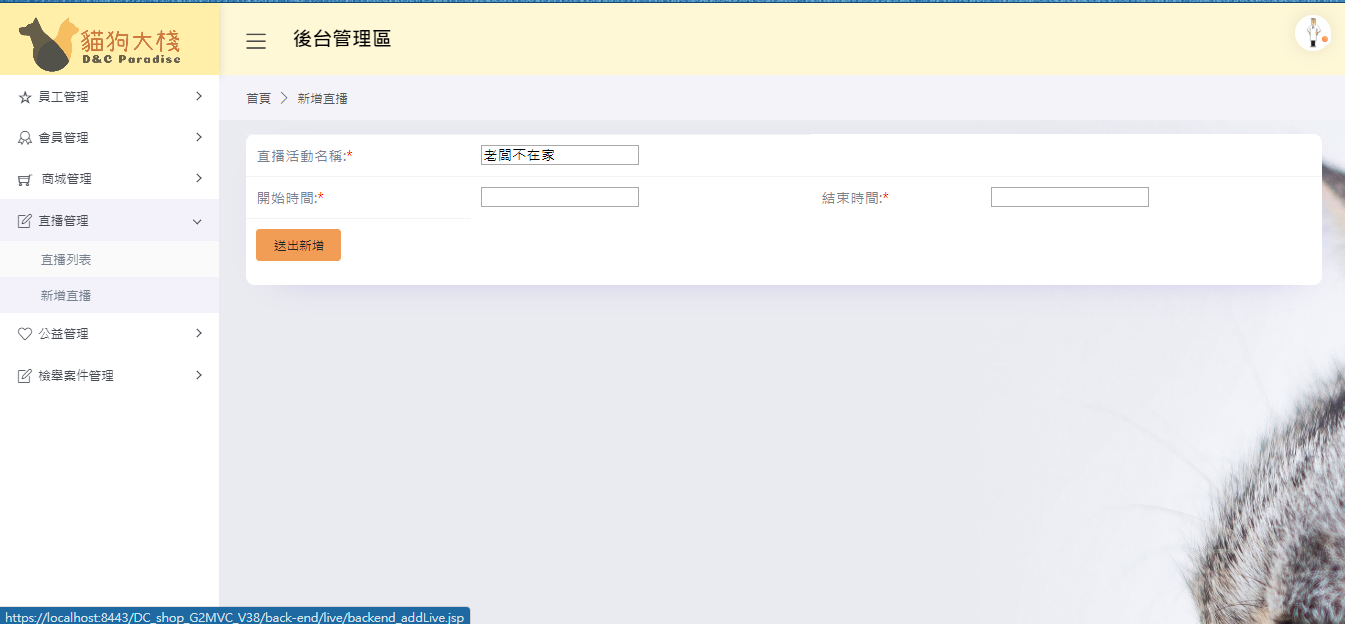 貓狗大棧
D&C Paradise
後台管理區
員工管理
會員管理
商城管理
直播管理
直播列表
新增直播
公益管理
檢舉案件管理
首頁 > 新增直播
直播活動名稱:* 老闆不在家
開始時間:* 結束時間:*
送出新增
https://localhost:8443/DC_shop_G2MVC_V38/back-end/live/backend_addLive.jsp